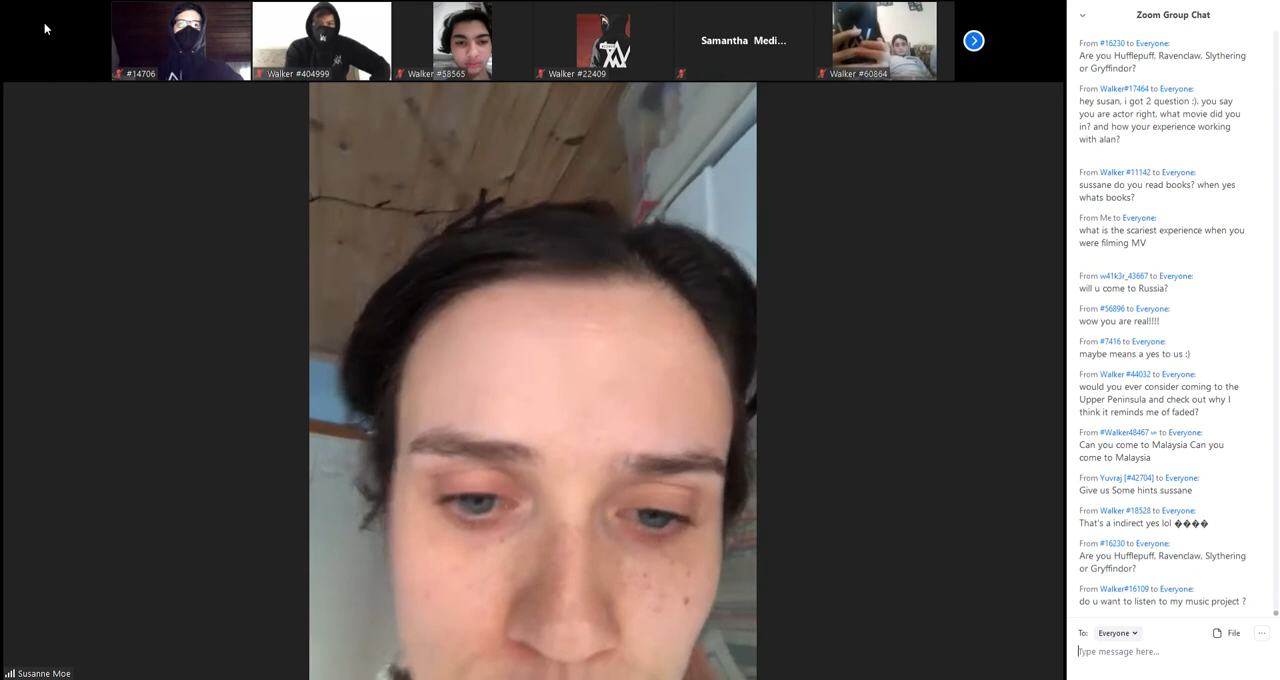 #14706
Walker #404999
Walker #58565
Walker #22409
Samantha Medi...
Walker #60864
Susanne Moe
Zoom Group Chat
From #16230 to Everyone:
Are you Hufflepuff, Ravenclaw, Slythering
or Gryffindor?
From Walker#17464 to Everyone:
hey susan, i got 2 question :). you say
you are actor right, what movie did you
in? and how your experience working
with alan?
From Walker #11142 to Everyone:
sussane do you read books? when yes
whats books?
From Me to Everyone:
what is the scariest experience when you
were filming MV
From w41k3r_43667 to Everyone:
will u come to Russia?
From #56896 to Everyone:
wow you are real!!!!
From #7416 to Everyone:
maybe means a yes to us :)
From Walker #44032 to Everyone:
would you ever consider coming to the
Upper Peninsula and check out why I
think it reminds me of faded?
From #Walker48467 to Everyone:
Can you come to Malaysia Can you
come to Malaysia
From Yuvraj [#42704] to Everyone:
Give us Some hints sussane
From Walker #18528 to Everyone:
That's a indirect yes lol ����
From #16230 to Everyone:
Are you Hufflepuff, Ravenclaw, Slythering
or Gryffindor?
From Walker#16109 to Everyone:
do u want to listen to my music project ?
To: Everyone File ...
Type message here...